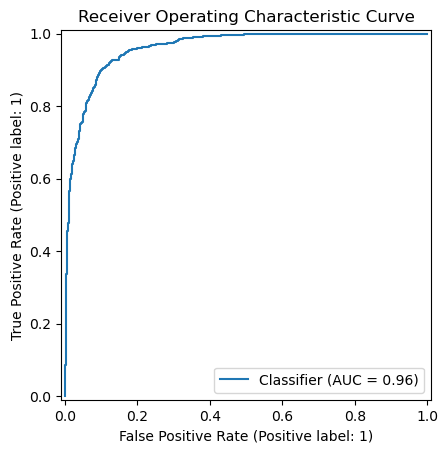 Receiver Operating Characteristic Curve
True Positive Rate (Positive label: 1)
1.0
0.8
0.6
0.4
0.2
0.0
Classifier (AUC = 0.96)
0.0 0.2 0.4 0.6 0.8 1.0
False Positive Rate (Positive label: 1)